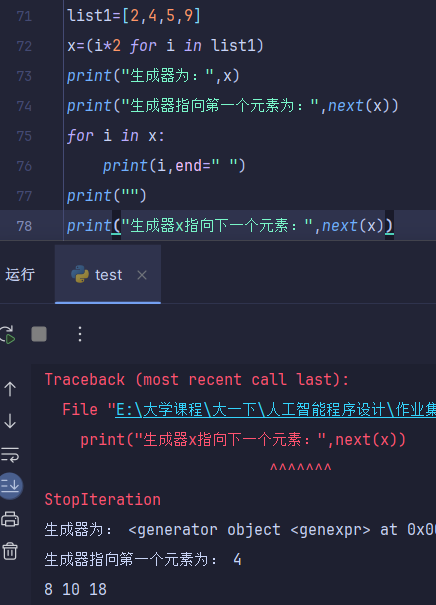 71 list1=[2,4,5,9]
72 x=(i*2 for i in list1)
73 print("生成器为:",x)
74 print("生成器指向第一个元素为:",next(x))
75 for i in x:
76 print(i,end=" ")
77 print("")
78 print("生成器x指向下一个元素:",next(x))
运行 test ×
Traceback (most recent call last):
File "E:\大学课程\大一下\人工智能程序设计\作业集
print("生成器x指向下一个元素:",next(x))
^^^^^^^
StopIteration
生成器为: <generator object <genexpr> at 0x00
生成器指向第一个元素为: 4
8 10 18